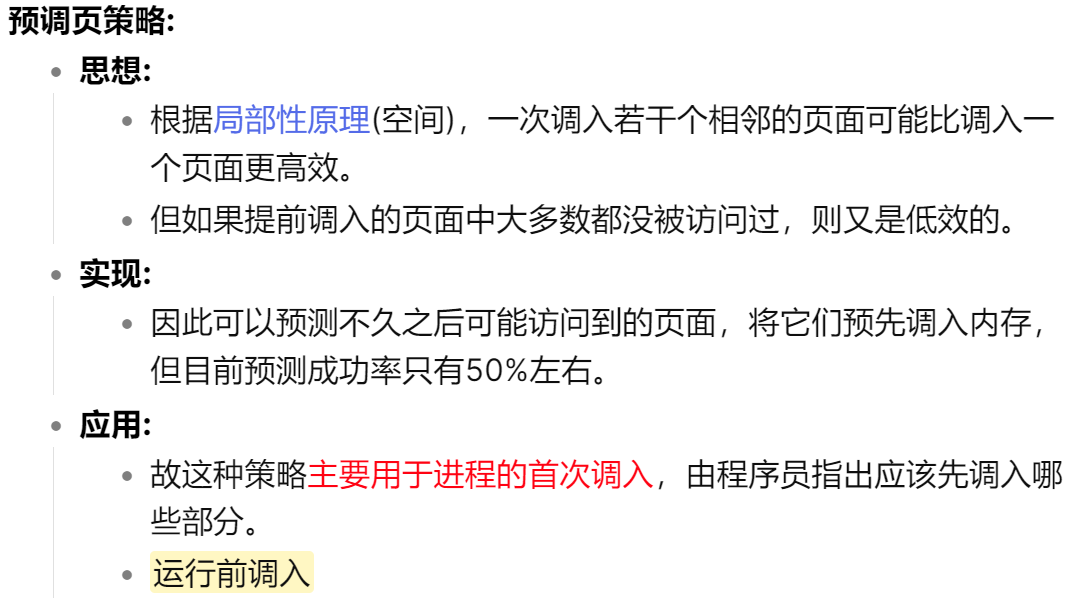 预调页策略:
思想:
根据局部性原理(空间)，一次调入若干个相邻的页面可能比调入一
个页面更高效。
但如果提前调入的页面中大多数都没被访问过，则又是低效的。
实现:
因此可以预测不久之后可能访问到的页面，将它们预先调入内存，
但目前预测成功率只有50%左右。
应用:
故这种策略主要用于进程的首次调入，由程序员指出应该先调入哪
些部分。
运行前调入